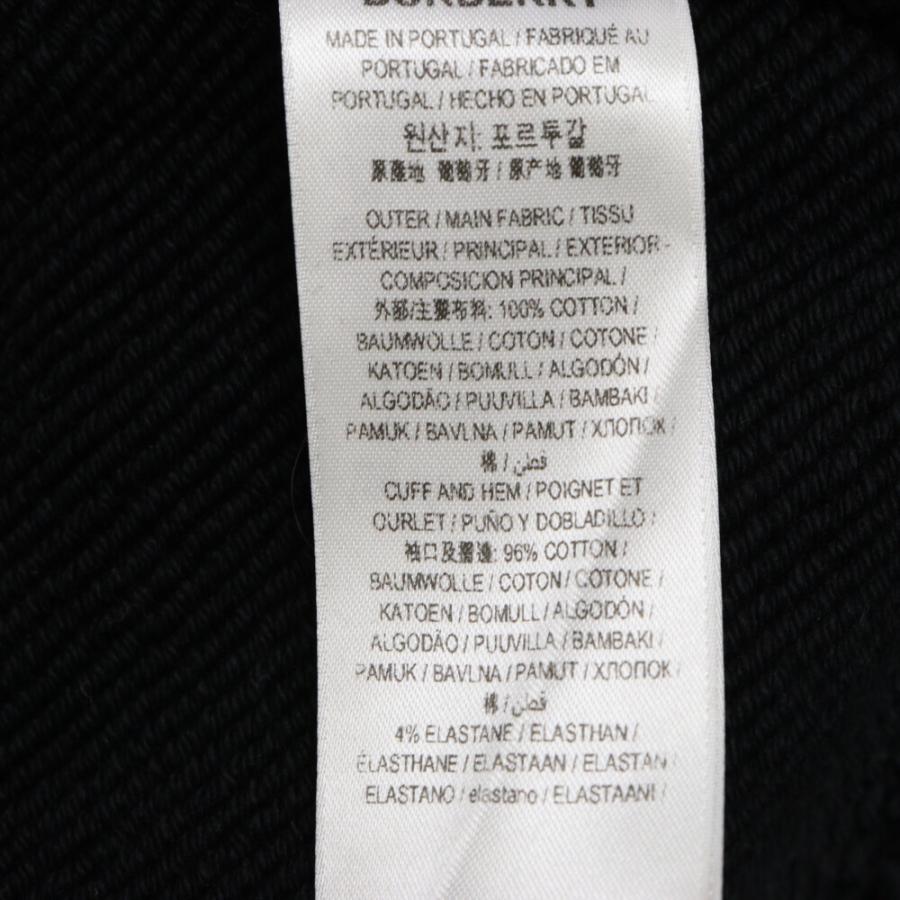 BURBERRY
MADE IN PORTUGAL / FABRIQUÉ AU
PORTUGAL / FABRICADO EM
PORTUGAL / HECHO EN PORTUGAL
원산지: 포르투갈
原產地 葡萄牙 / 原产地 葡萄牙
OUTER / MAIN FABRIC / TISSU
EXTÉRIEUR / PRINCIPAL / EXTERIOR -
COMPOSICION PRINCIPAL /
外部/主要布料: 100% COTTON /
BAUMWOLLE / COTON / COTONE /
KATOEN / BOMULL / ALGODÓN /
ALGODÃO / PUUVILLA / BAMBAKI /
PAMUK / BAVLNA / PAMUT / ХЛОПОК /
棉 / قطن
CUFF AND HEM / POIGNET ET
OURLET / PUÑO Y DOBLADILLO /
袖口及摺邊: 96% COTTON /
BAUMWOLLE / COTON / COTONE /
KATOEN / BOMULL / ALGODÓN /
ALGODÃO / PUUVILLA / BAMBAKI /
PAMUK / BAVLNA / PAMUT / ХЛОПОК /
棉 / قطن
4% ELASTANE / ELASTHAN /
ÉLASTHANE / ELASTAAN / ELASTAN
ELASTANO / elastano / ELASTAANI /